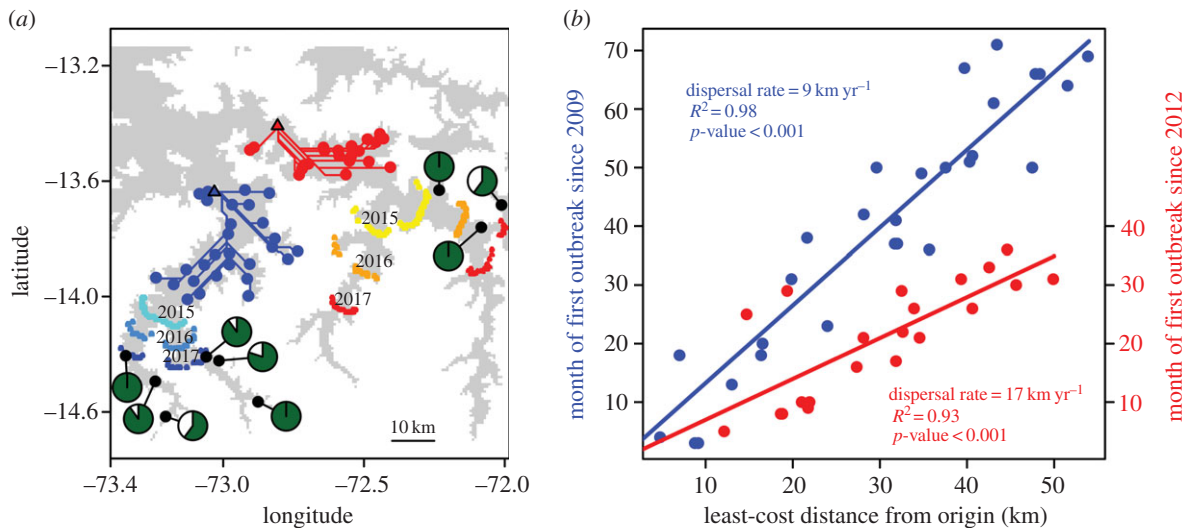 (a)
latitude
–13.2
–13.6
–14.0
–14.6
2015
2016
2017
2015
2016
2017
10 km
–73.4
–73.0
–72.5
–72.0
longitude
(b)
month of first outbreak since 2009
70
60
50
40
30
20
10
dispersal rate = 9 km yr⁻¹
R² = 0.98
p-value < 0.001
dispersal rate = 17 km yr⁻¹
R² = 0.93
p-value < 0.001
40
30
20
10
month of first outbreak since 2012
10
20
30
40
50
least-cost distance from origin (km)